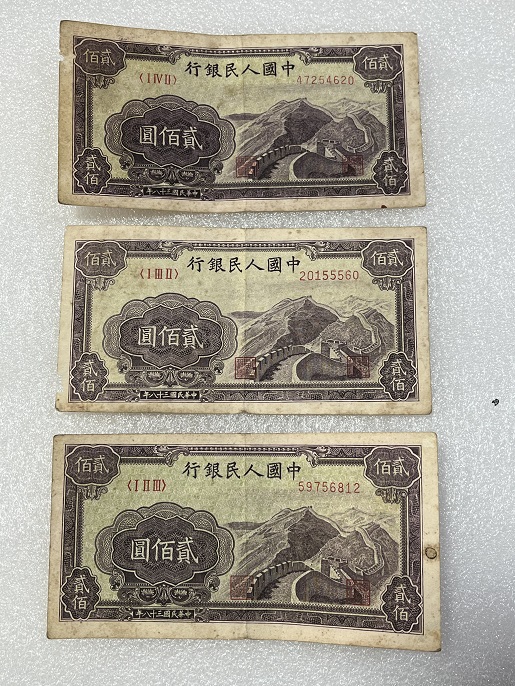 佰貳 行銀民人國中 佰貳
〈I IV II〉 47254620
圓佰貳
貳佰 年八十三國民華中 貳佰
佰貳 行銀民人國中 佰貳
〈I III II〉 20155560
圓佰貳
貳佰 年八十三國民華中 貳佰
佰貳 行銀民人國中 佰貳
〈I II III〉 59756812
圓佰貳
貳佰 年八十三國民華中 貳佰